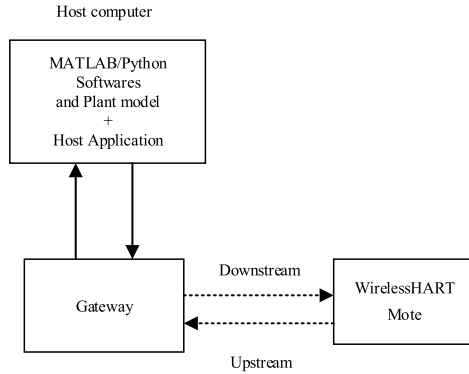 Host computer
MATLAB/Python
Softwares
and Plant model
+
Host Application
Downstream
Gateway
WirelessHART
Mote
Upstream